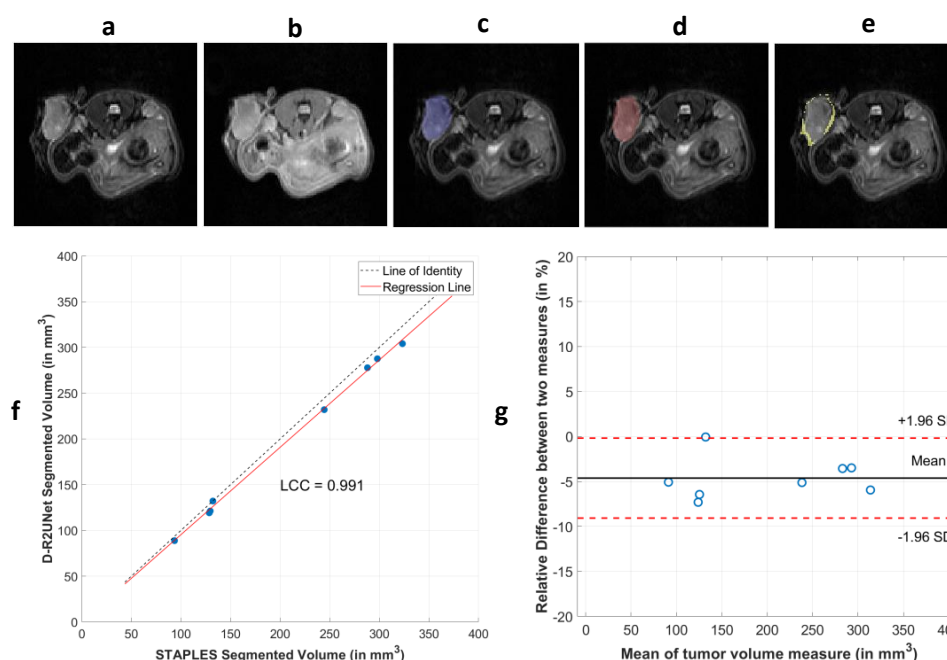 a
b
c
d
e
f
D-R2UNet Segmented Volume (in mm³)
400
350
300
250
200
150
100
50
0
Line of Identity
Regression Line
LCC = 0.991
0
50
100
150
200
250
300
350
400
STAPLES Segmented Volume (in mm³)
g
Relative Difference between two measures (in %)
20
15
10
5
0
-5
-10
-15
-20
+1.96 S
Mean
-1.96 SD
0
50
100
150
200
250
300
350
400
Mean of tumor volume measure (in mm³)